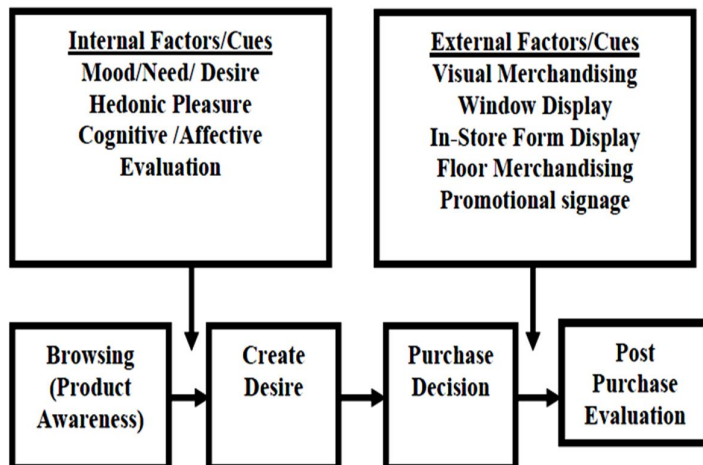 Internal Factors/Cues
Mood/Need/ Desire
Hedonic Pleasure
Cognitive /Affective
Evaluation
External Factors/Cues
Visual Merchandising
Window Display
In-Store Form Display
Floor Merchandising
Promotional signage
Browsing
(Product
Awareness)
Create
Desire
Purchase
Decision
Post
Purchase
Evaluation